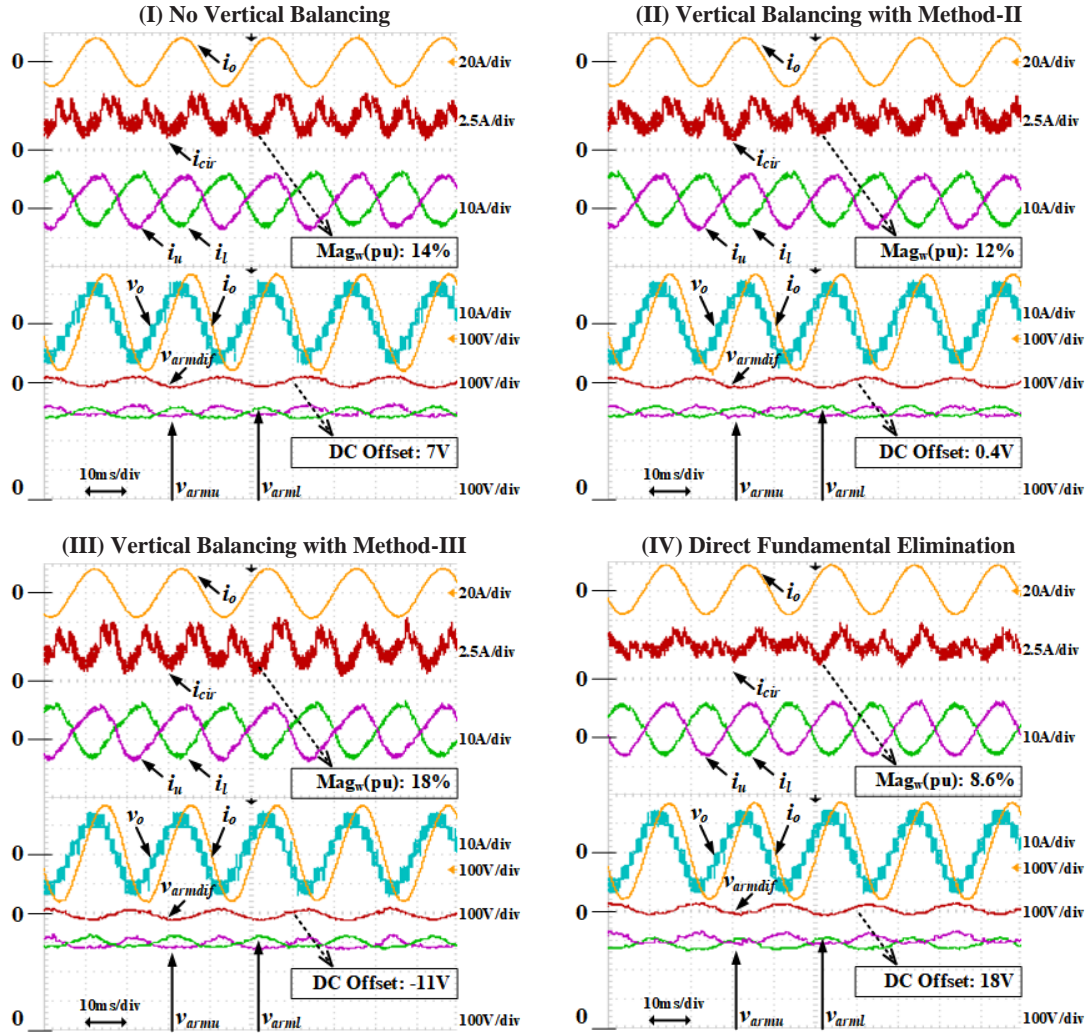 (I) No Vertical Balancing
0
i_o
20A/div
2.5A/div
0
i_cir
0
10A/div
i_u
i_l
Mag_w(pu): 14%
v_o
i_o
0
10A/div
100V/div
v_armdif
0
100V/div
DC Offset: 7V
10ms/div
0
v_armu
v_arml
100V/div
(II) Vertical Balancing with Method-II
0
i_o
20A/div
2.5A/div
0
i_cir
0
10A/div
i_u
i_l
Mag_w(pu): 12%
v_o
i_o
0
10A/div
100V/div
v_armdif
0
100V/div
DC Offset: 0.4V
10ms/div
0
v_armu
v_arml
100V/div
(III) Vertical Balancing with Method-III
0
i_o
20A/div
2.5A/div
0
i_cir
0
10A/div
i_u
i_l
Mag_w(pu): 18%
v_o
i_o
0
10A/div
100V/div
v_armdif
0
100V/div
DC Offset: -11V
10ms/div
0
v_armu
v_arml
100V/div
(IV) Direct Fundamental Elimination
0
i_o
20A/div
2.5A/div
0
i_cir
0
10A/div
i_u
i_l
Mag_w(pu): 8.6%
v_o
i_o
0
10A/div
100V/div
v_armdif
0
100V/div
DC Offset: 18V
10ms/div
0
v_armu
v_arml
100V/div